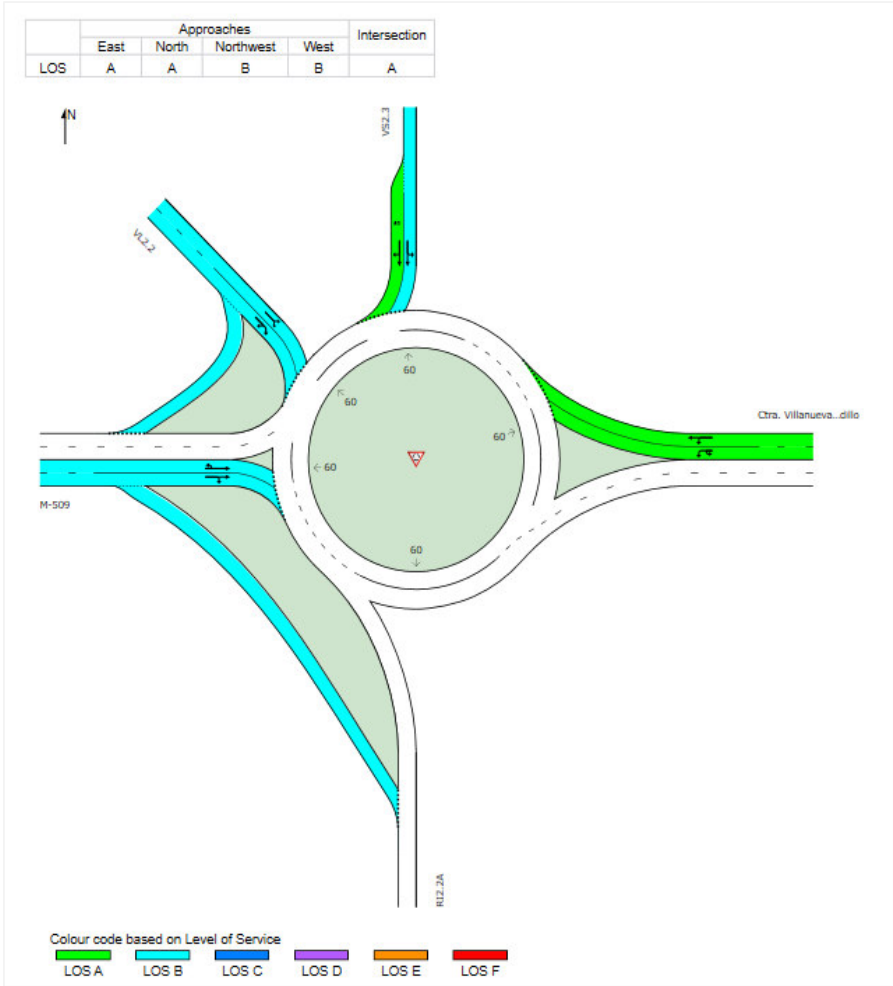 Approaches
Intersection
East North Northwest West
LOS A A B B A
N
VS2.3
VL2.2
60
60
60
60
60
Ctra. Villanueva...dillo
M-509
RI2.2A
Colour code based on Level of Service
LOS A LOS B LOS C LOS D LOS E LOS F